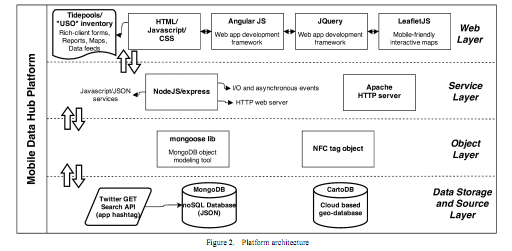 Mobile Data Hub Platform
Tidepools/
"USO" inventory
Rich-client forms,
Reports, Maps,
Data feeds
HTML/
Javascript/
CSS
Angular JS
Web app development
framework
JQuery
Web app development
framework
LeafletJS
Mobile-friendly
interactive maps
Web
Layer
Javascript/JSON
services
NodeJS/express
I/O and asynchronous events
HTTP web server
Apache
HTTP server
Service
Layer
mongoose lib
MongoDB object
modeling tool
NFC tag object
Object
Layer
Twitter GET
Search API
(app hashtag)
MongoDB
noSQL Database
(JSON)
CartoDB
Cloud based
geo-database
Data Storage
and Source
Layer
Figure 2. Platform architecture